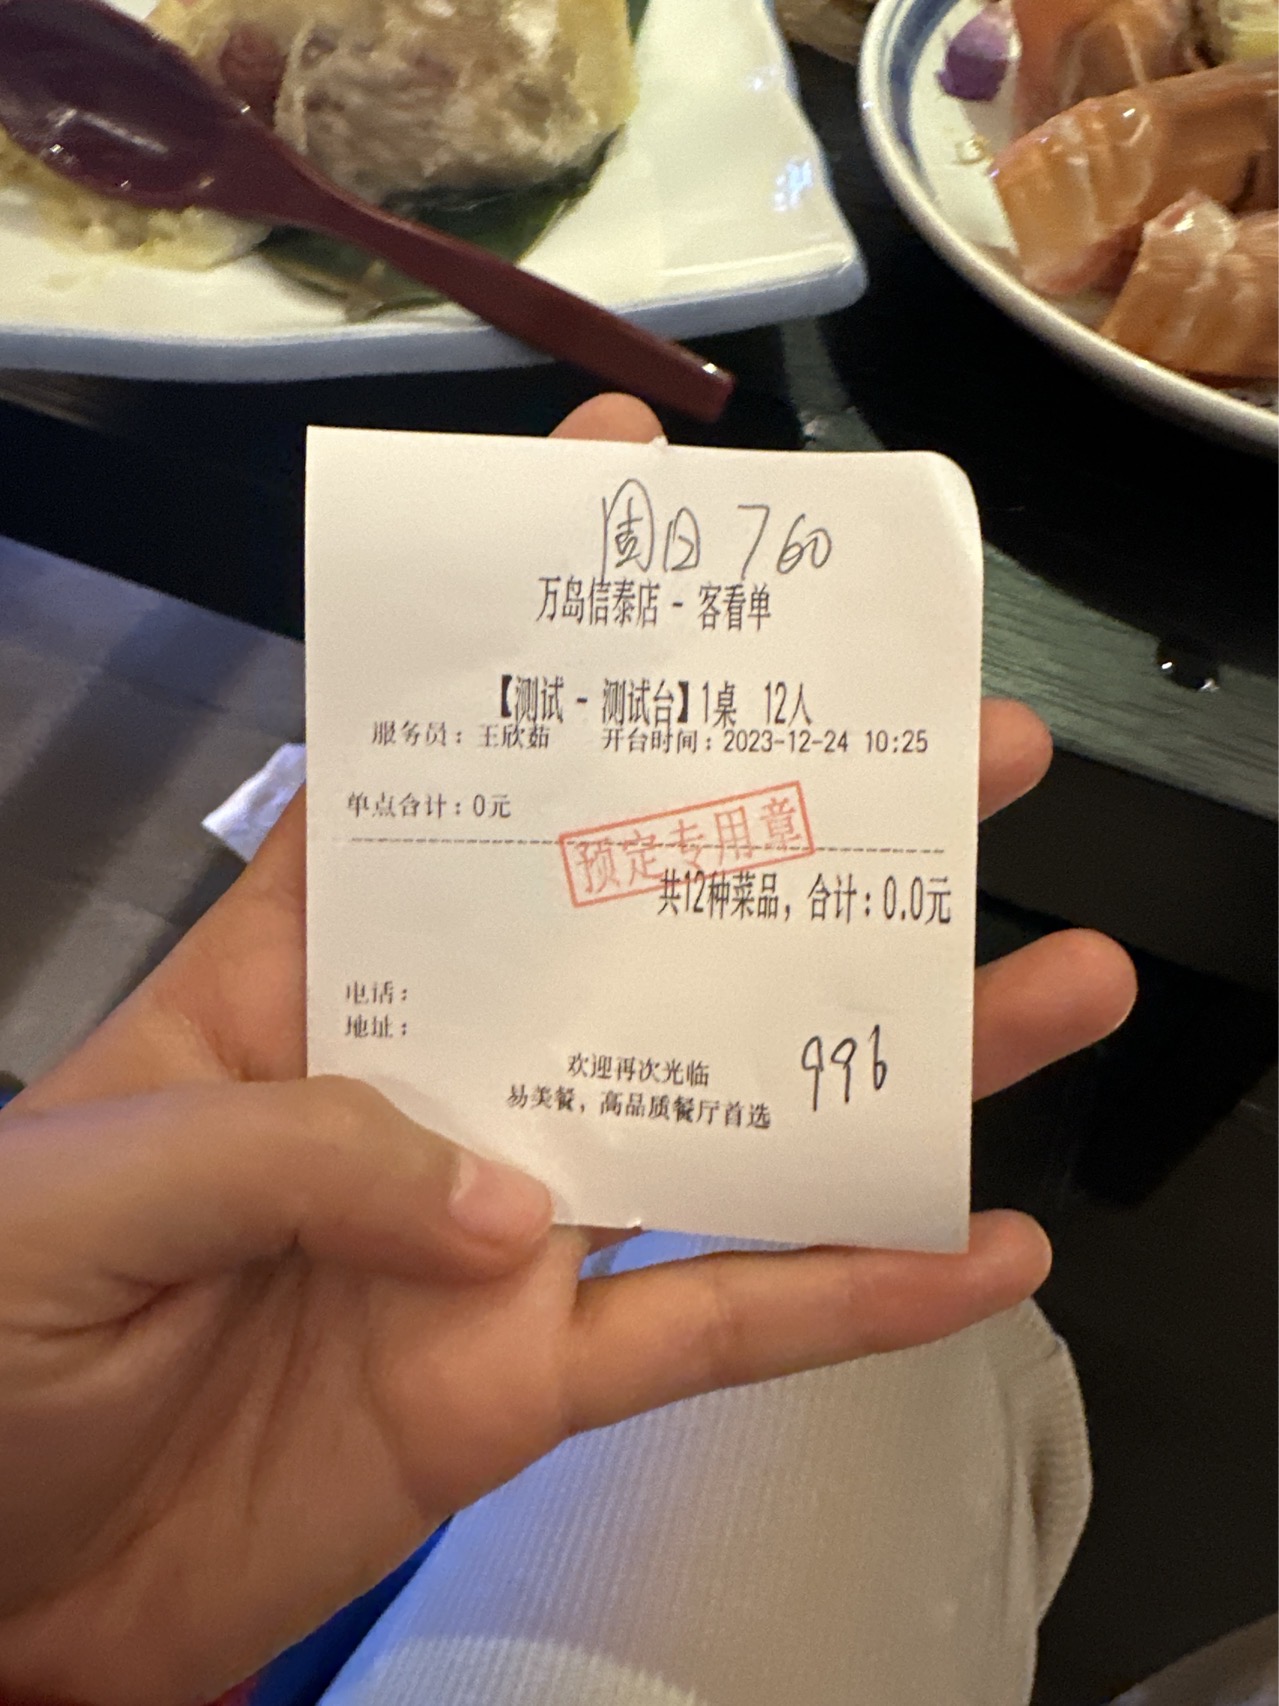 周日 760
万岛信泰店 - 客看单
【测试 - 测试台】1桌 12人
服务员：王欣茹 开台时间：2023-12-24 10:25
单点合计：0元
预定专用章
共12种菜品，合计：0.0元
电话：
地址：
996
欢迎再次光临
易美餐，高品质餐厅首选